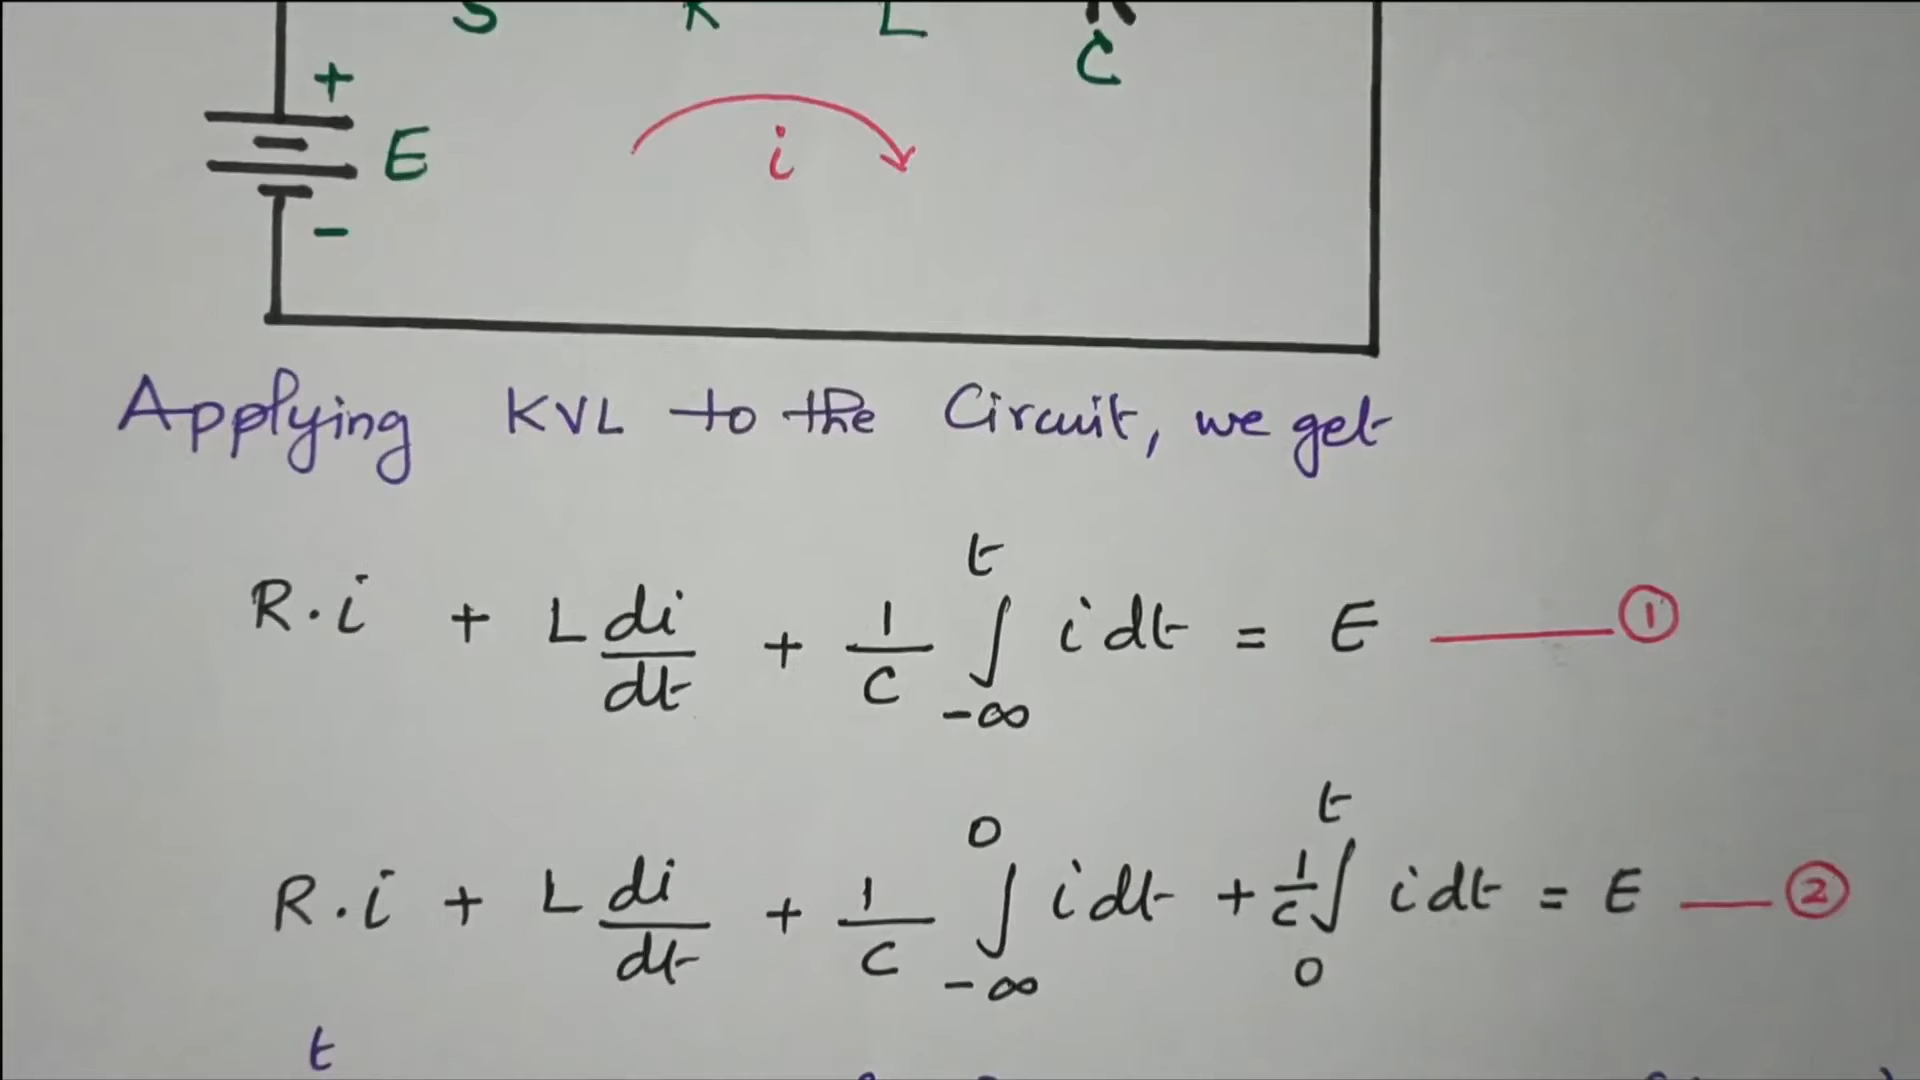 S R L C
+
E
i
-
Applying KVL to the Circuit, we get
R.i + L di/dt + 1/C ∫_{-∞}^{t} i dt = E —— ①
R.i + L di/dt + 1/C ∫_{-∞}^{0} i dt + 1/C ∫_{0}^{t} i dt = E — ②
t